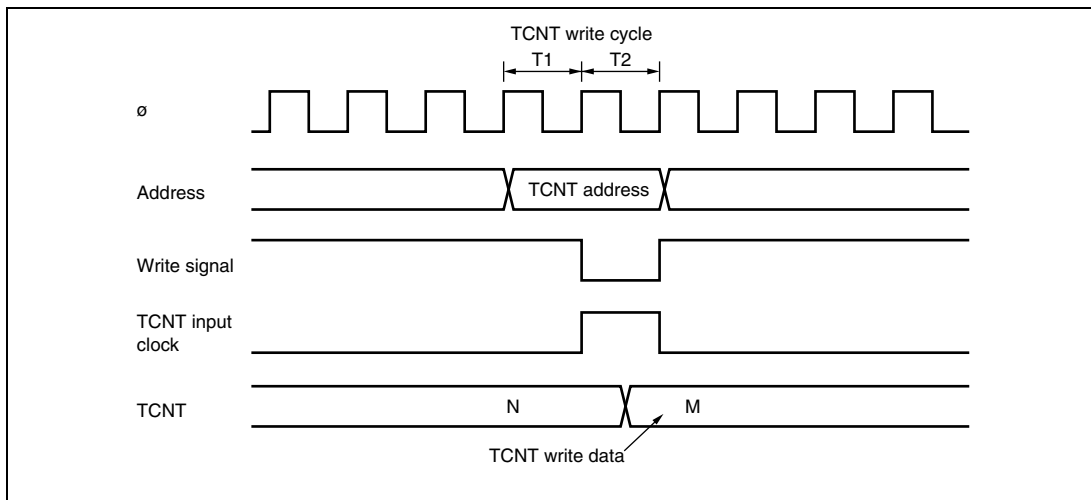 TCNT write cycle
T1 T2
ø
Address
TCNT address
Write signal
TCNT input
clock
TCNT
N
M
TCNT write data